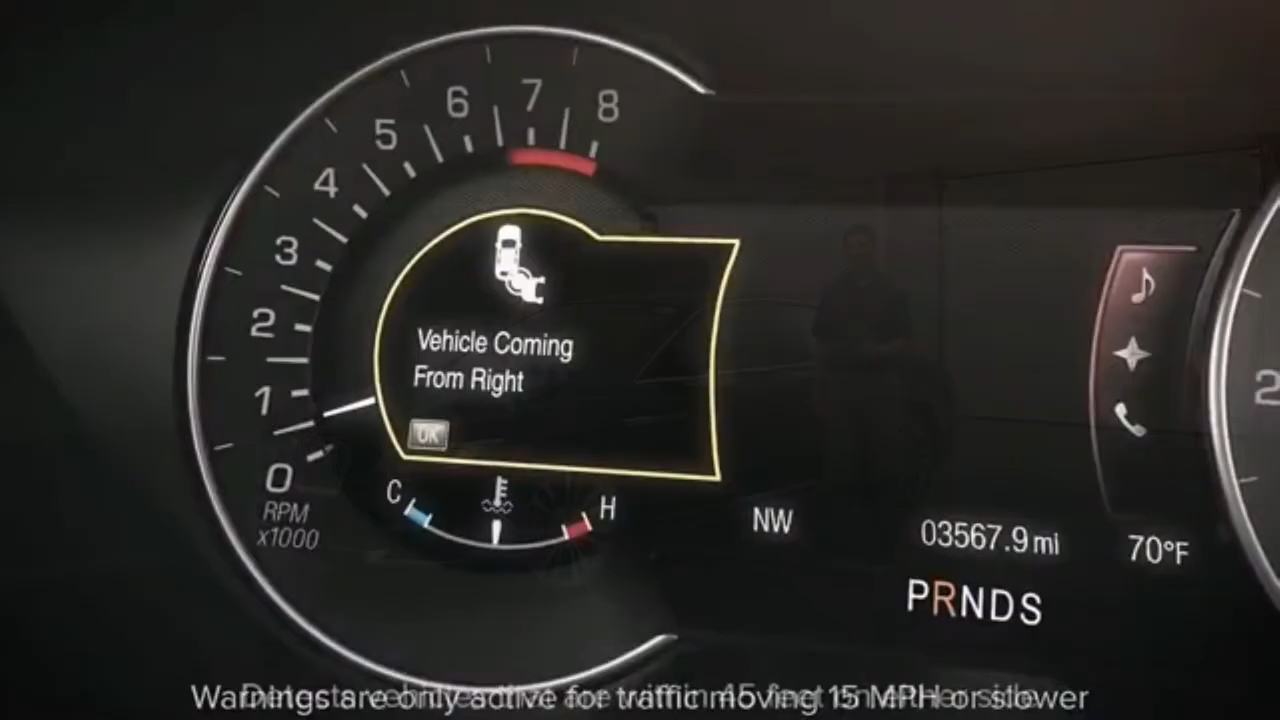 8
7
6
5
4
3
2
1
0
RPM
x1000
Vehicle Coming
From Right
OK
C
H
NW
03567.9 mi
70°F
PRNDS
2
Warnings are only active for traffic moving 15 MPH or slower